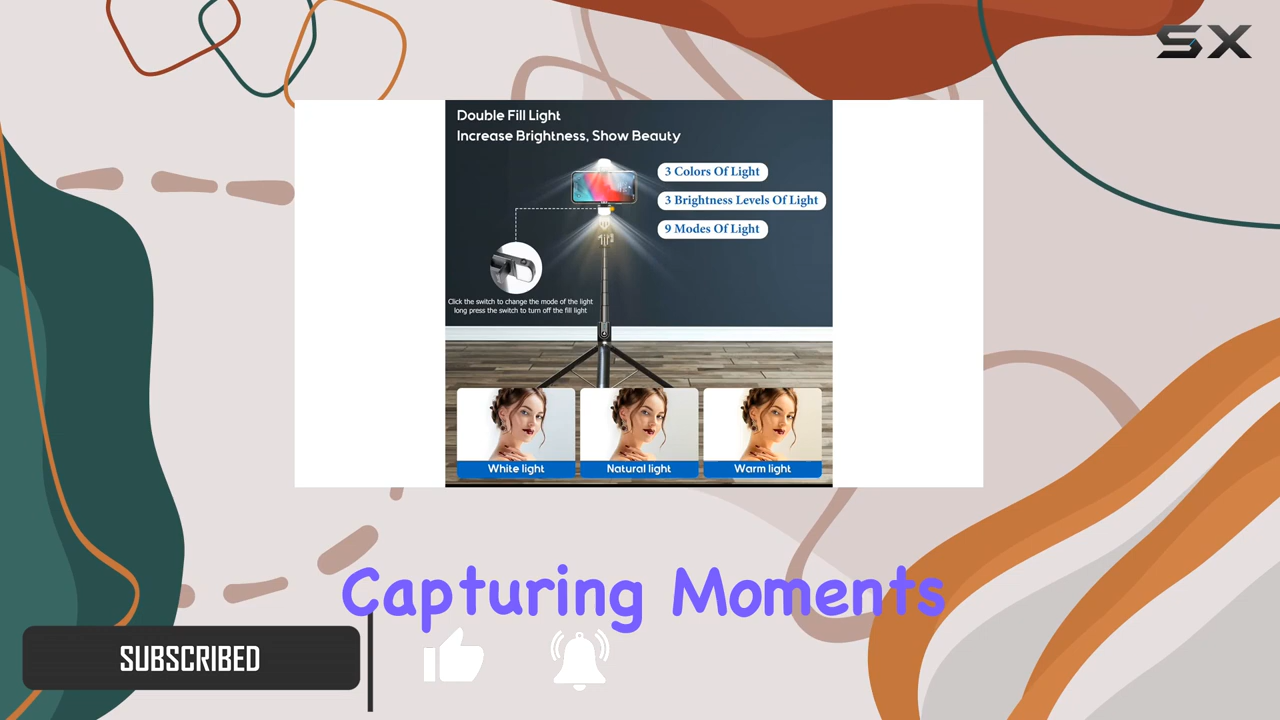 SX
Double Fill Light
Increase Brightness, Show Beauty
3 Colors Of Light
3 Brightness Levels Of Light
9 Modes Of Light
Click the switch to change the mode of the light
long press the switch to turn off the fill light
White light
Natural light
Warm light
Capturing Moments
SUBSCRIBED